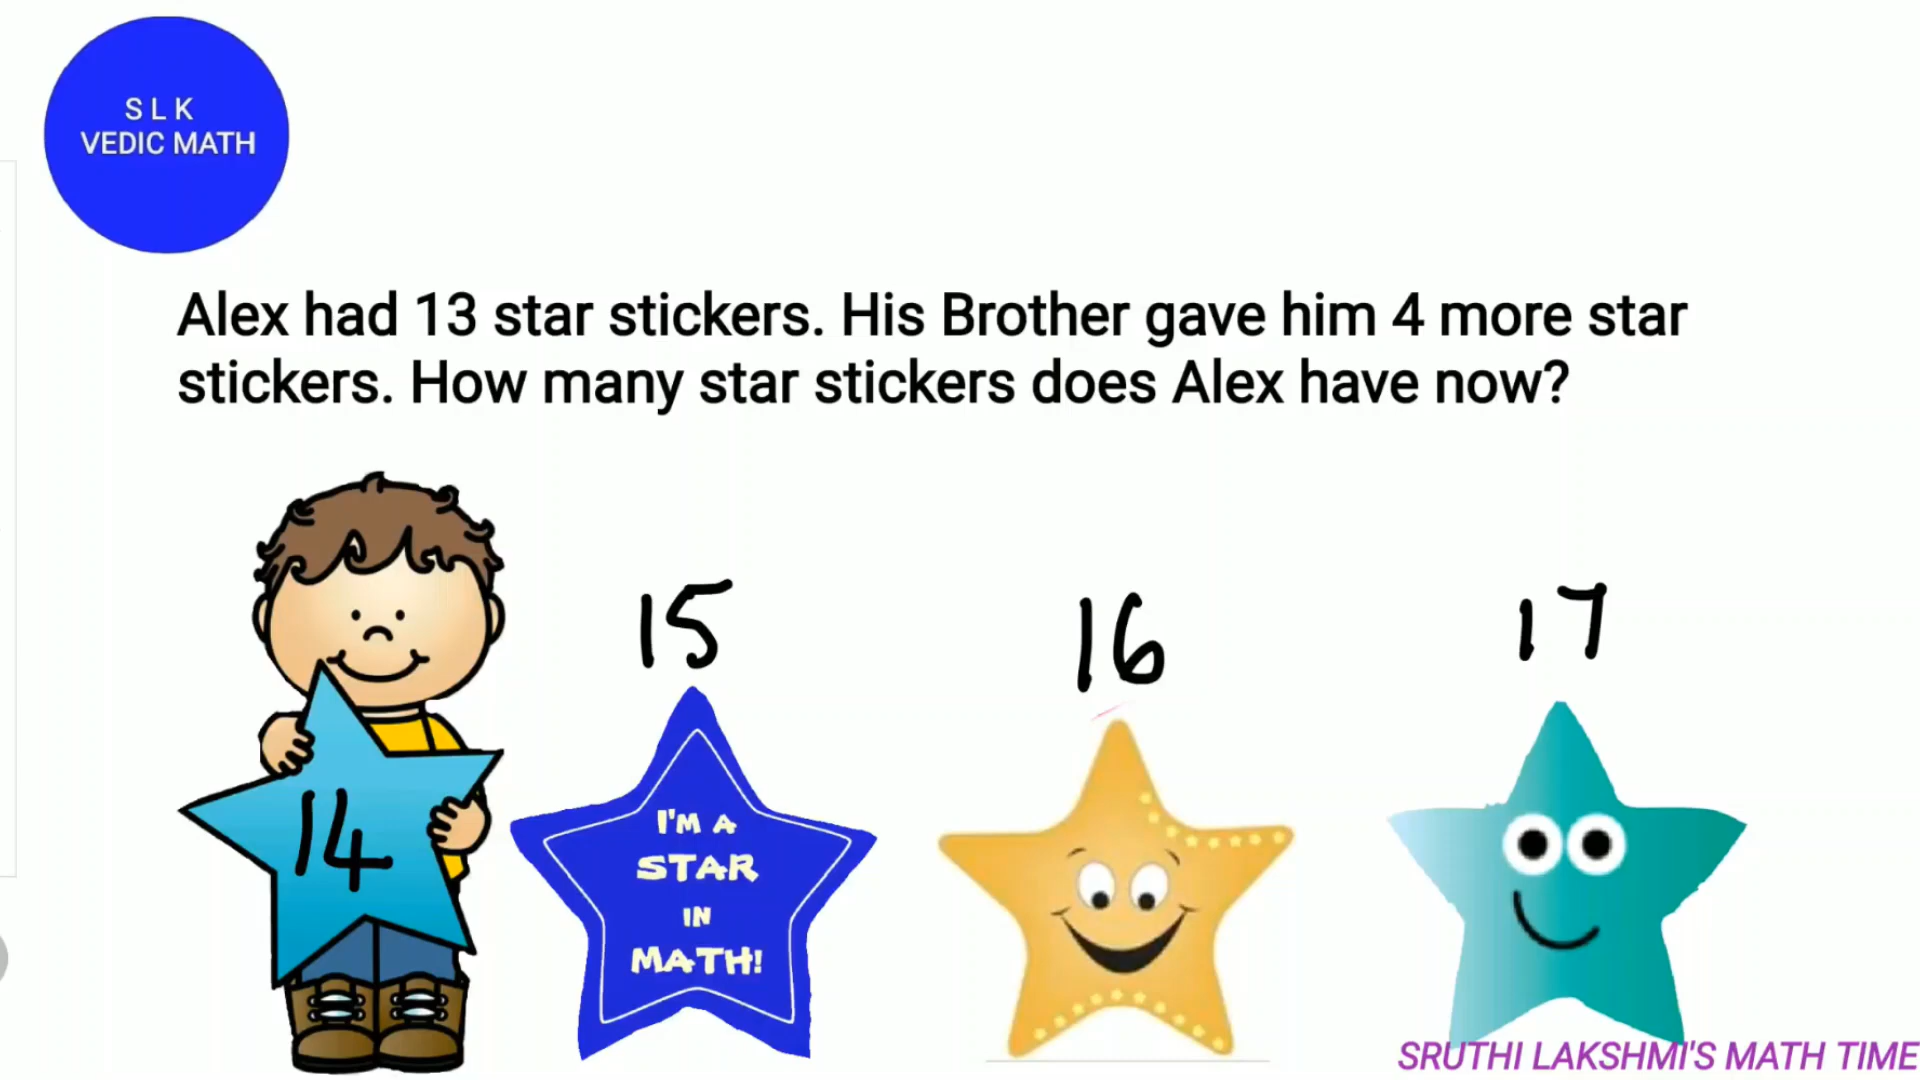 S L K
VEDIC MATH
Alex had 13 star stickers. His Brother gave him 4 more star
stickers. How many star stickers does Alex have now?
15
16
17
14
I'M A
STAR
IN
MATH!
SRUTHI LAKSHMI'S MATH TIME